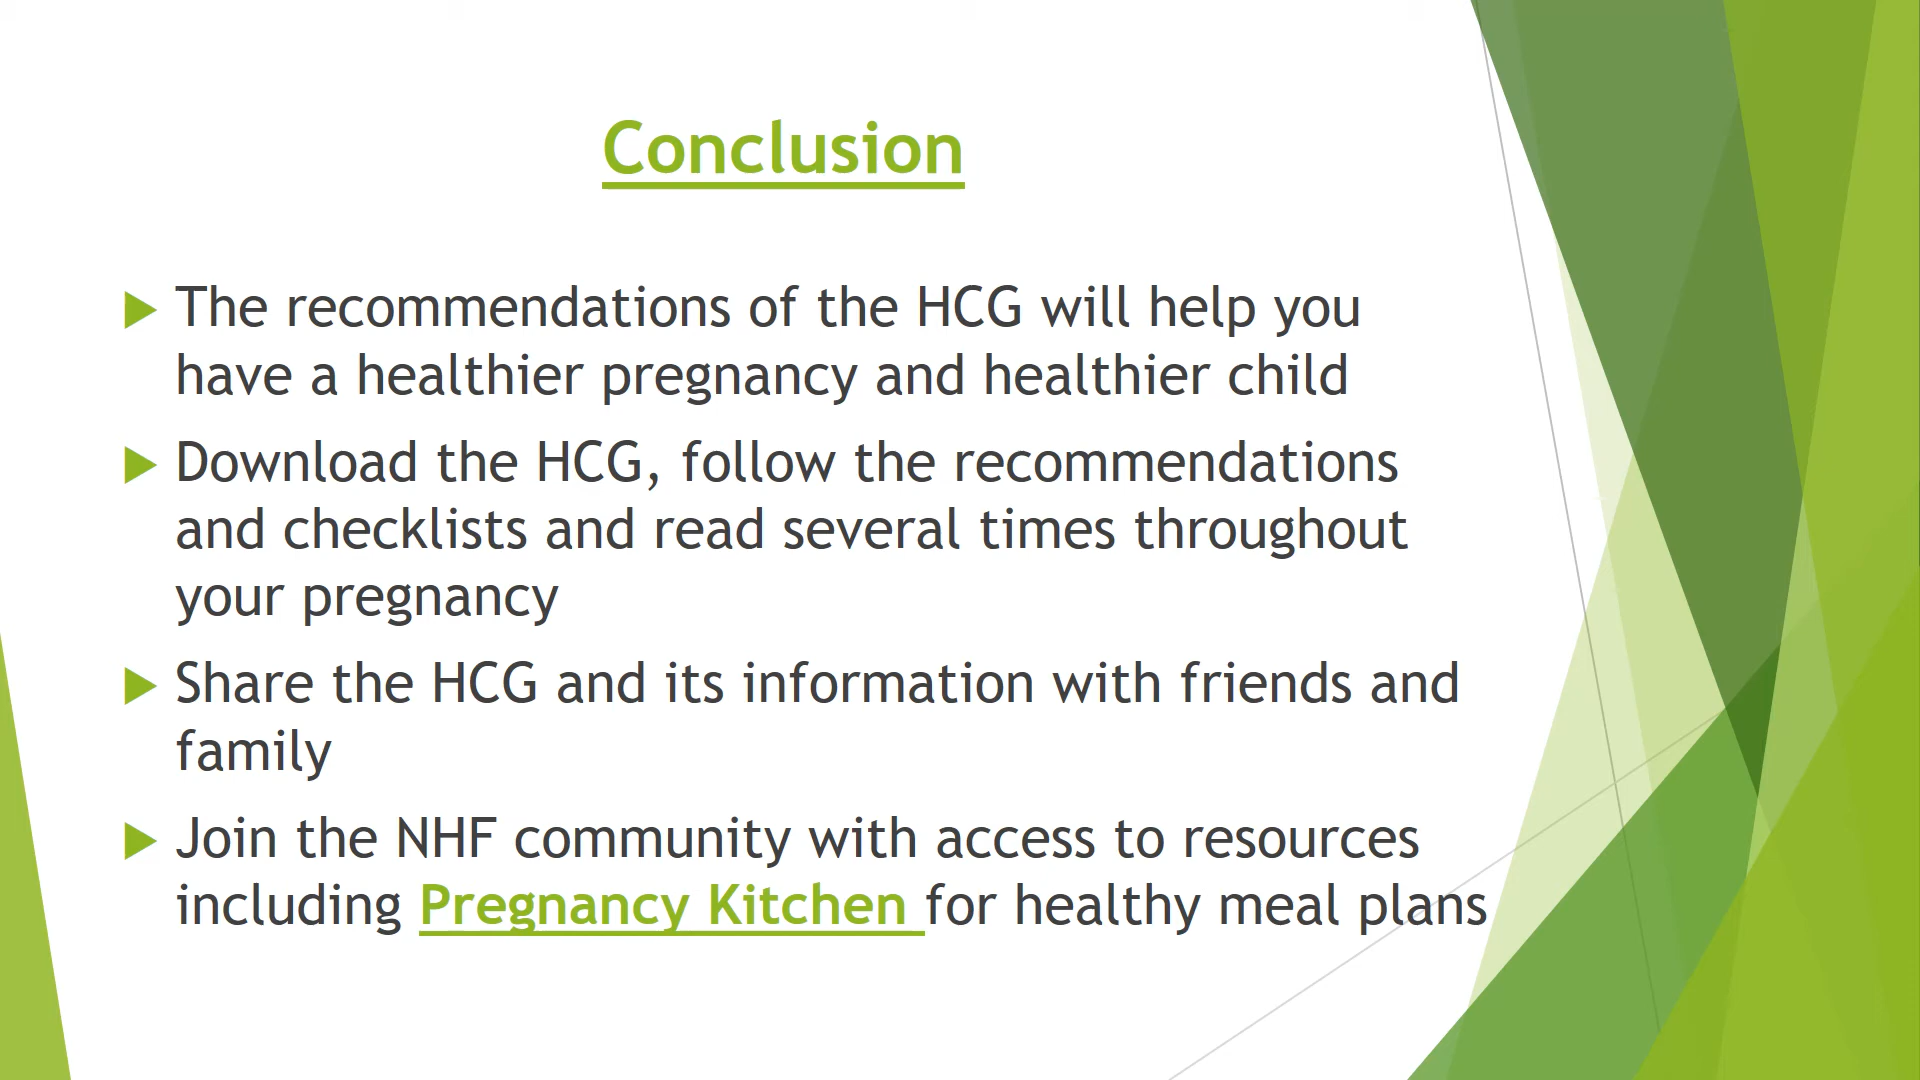 Conclusion
The recommendations of the HCG will help you
have a healthier pregnancy and healthier child
Download the HCG, follow the recommendations
and checklists and read several times throughout
your pregnancy
Share the HCG and its information with friends and
family
Join the NHF community with access to resources
including Pregnancy Kitchen for healthy meal plans